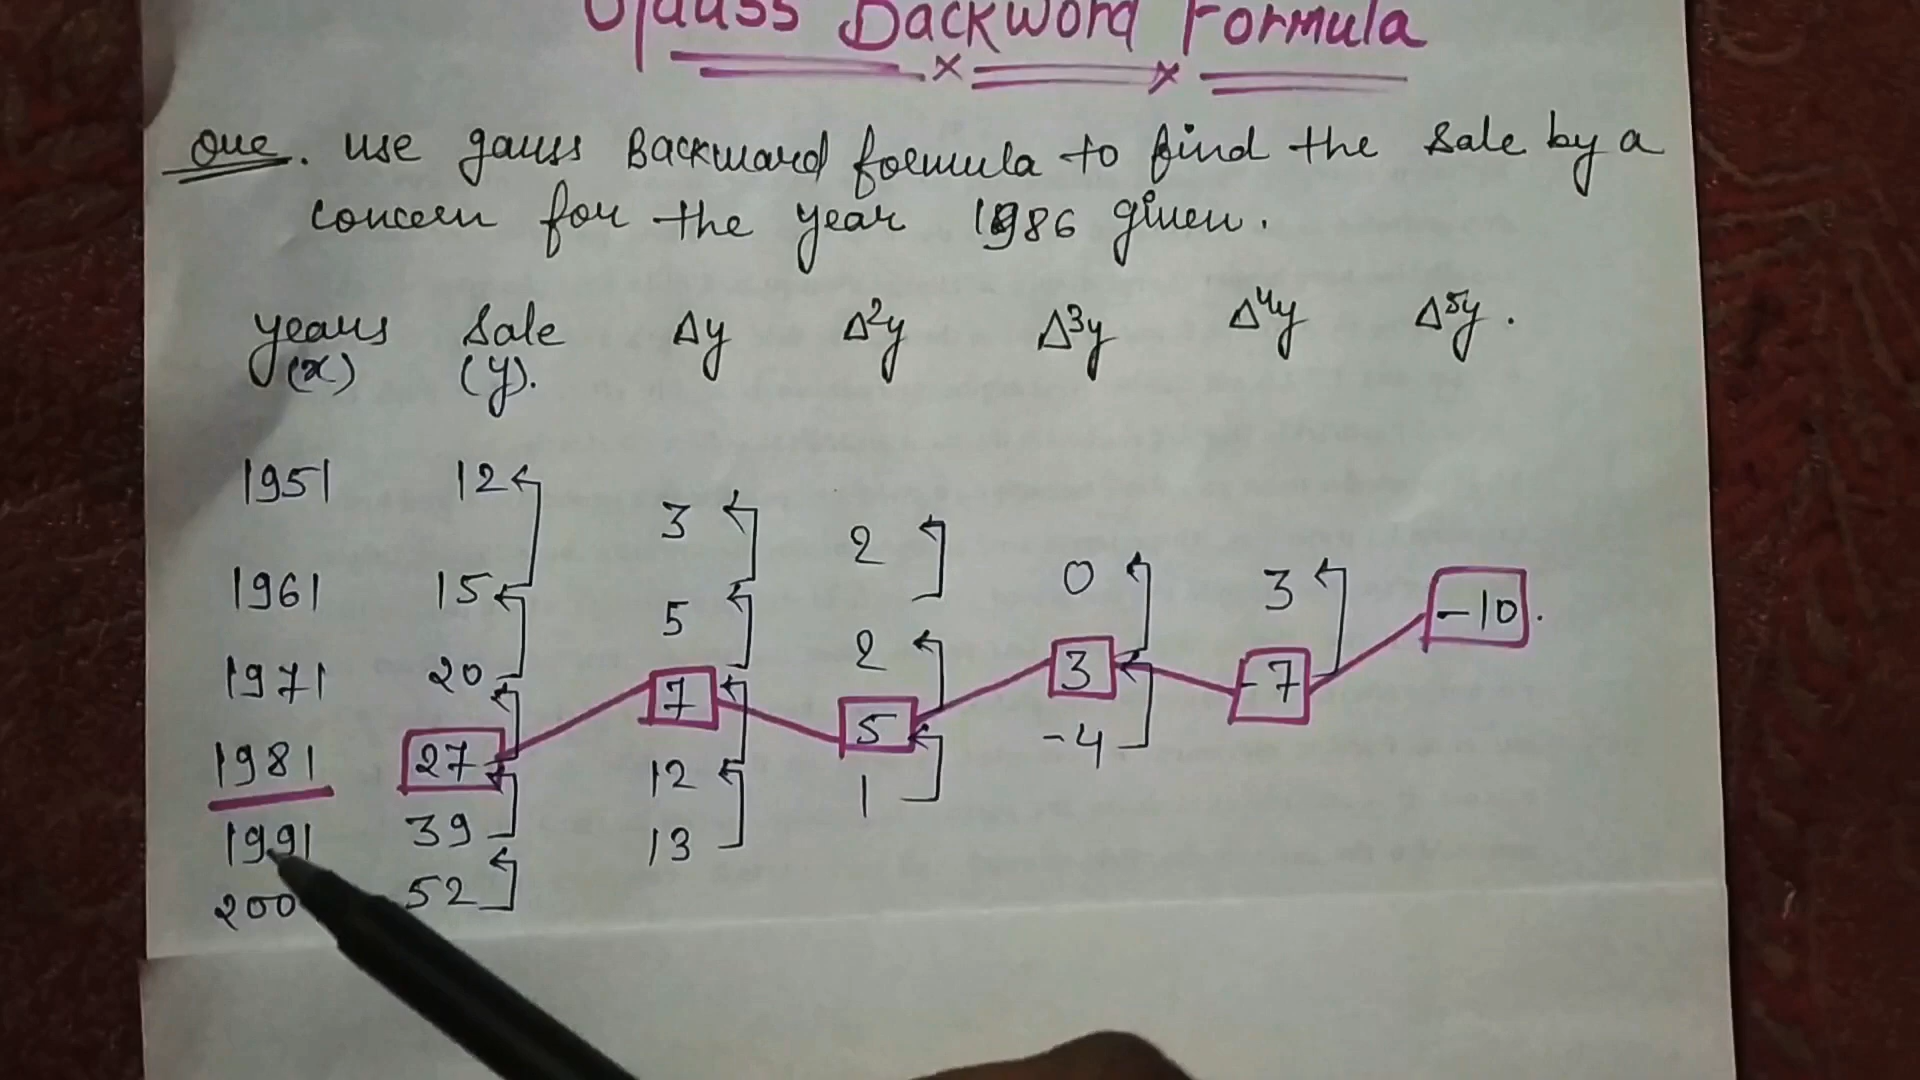 Gauss Backword Formula
Que. use gauss Backward formula to find the sale by a
concern for the year 1986 given.
years (x) sale (y). Δy Δ²y Δ³y Δ⁴y Δ⁵y.
1951 12
3 2
1961 15 5 0 3 -10.
1971 20 7 2 3 -7
1981 27 12 5 -4
1991 39 13 1
200 52